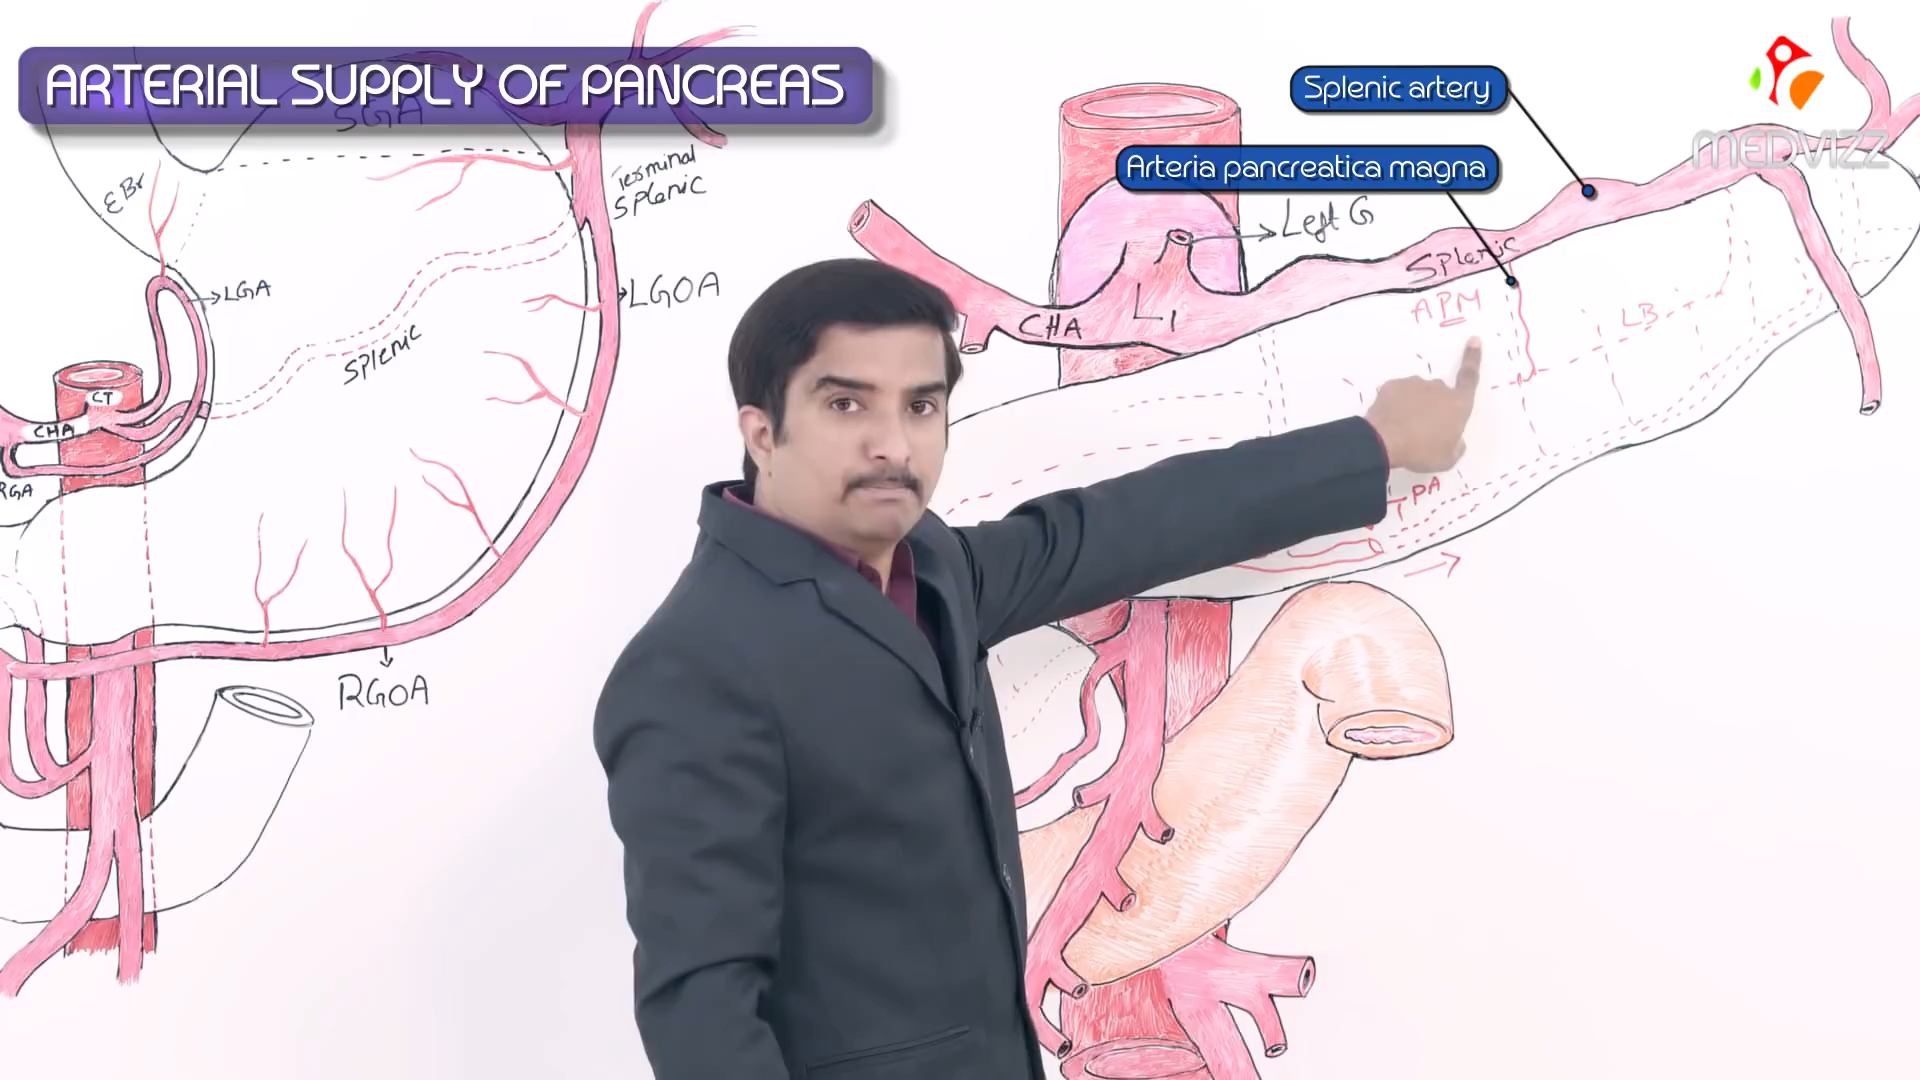 ARTERIAL SUPPLY OF PANCREAS
Splenic artery
Arteria pancreatica magna
MEDVIZZ
SGA
Terminal
Splenic
EBr
LGA
LGOA
Splenic
CT
CHA
RGA
RGOA
Left G
L1
CHA
Splenic
APM
LB
TPA